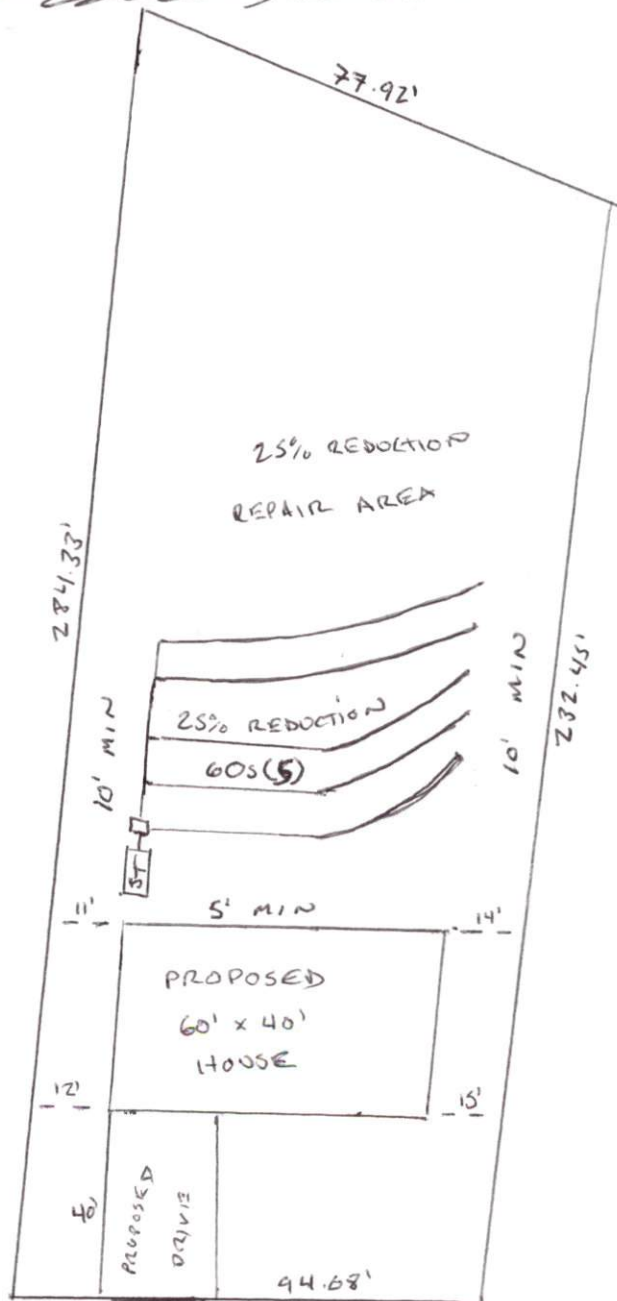 77.92'
25% REDUCTION
REPAIR AREA
284.33'
232.45'
10' MIN
10' MIN
25% REDUCTION
60S(5)
ST
5' MIN
11'
14'
PROPOSED
60' x 40'
HOUSE
12'
15'
40'
PROPOSED
DRIVE
94.68'